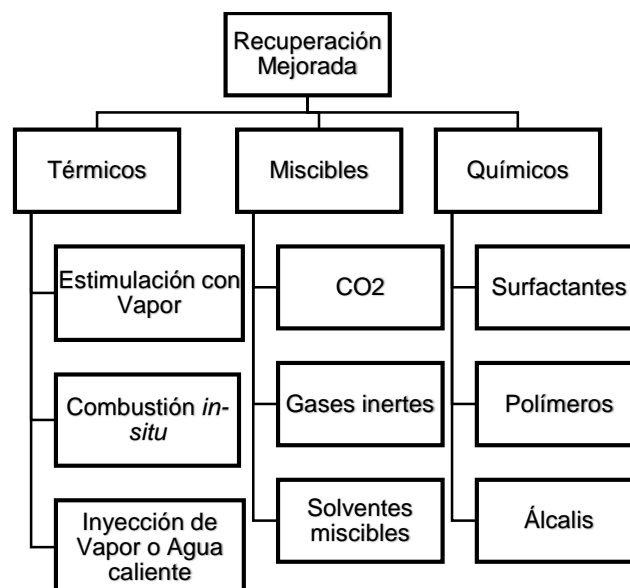 Recuperación
Mejorada
Térmicos
Miscibles
Químicos
Estimulación con
Vapor
CO2
Surfactantes
Combustión in-
situ
Gases inertes
Polímeros
Inyección de
Vapor o Agua
caliente
Solventes
miscibles
Álcalis